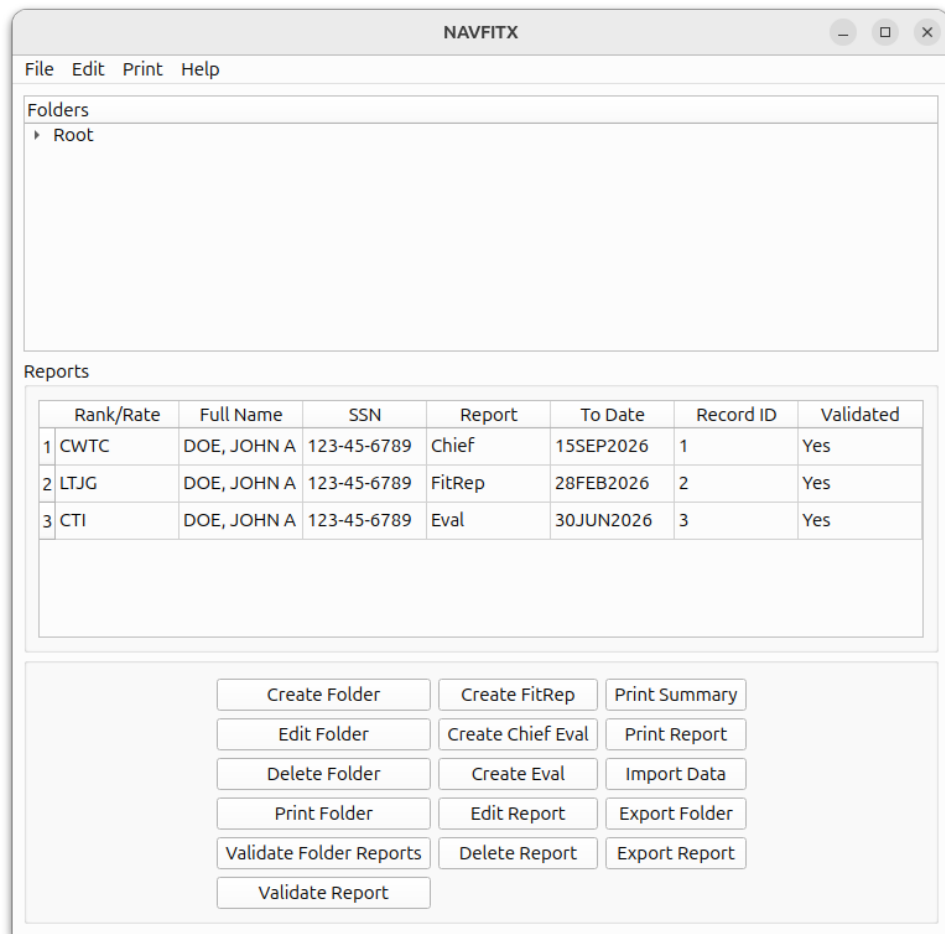 NAVFITX
File Edit Print Help
Folders
Root
Reports
Rank/Rate Full Name SSN Report To Date Record ID Validated
1 CWTC DOE, JOHN A 123-45-6789 Chief 15SEP2026 1 Yes
2 LTJG DOE, JOHN A 123-45-6789 FitRep 28FEB2026 2 Yes
3 CTI DOE, JOHN A 123-45-6789 Eval 30JUN2026 3 Yes
Create Folder Create FitRep Print Summary
Edit Folder Create Chief Eval Print Report
Delete Folder Create Eval Import Data
Print Folder Edit Report Export Folder
Validate Folder Reports Delete Report Export Report
Validate Report